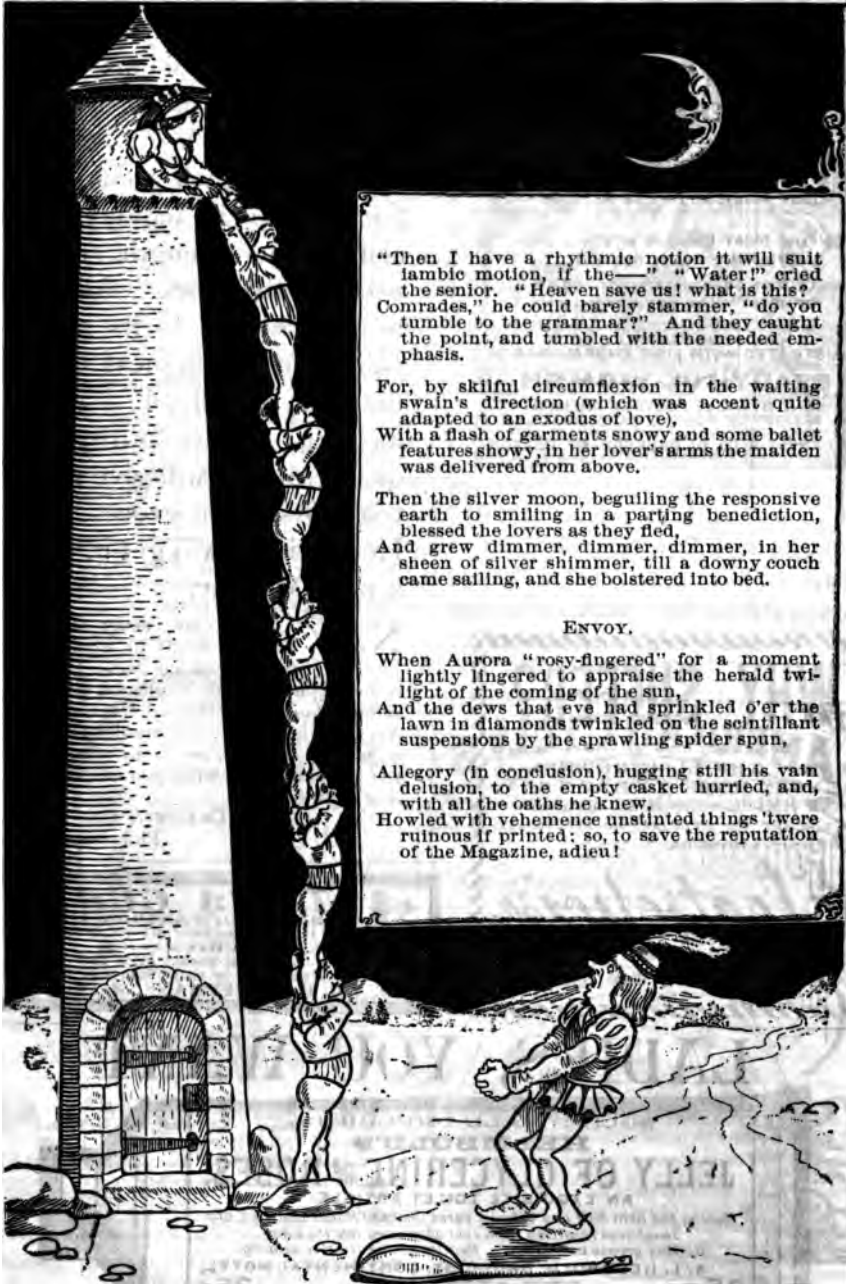 "Then I have a rhythmic notion it will suit
iambic motion, if the——" "Water!" cried
the senior. "Heaven save us! what is this?
Comrades," he could barely stammer, "do you
tumble to the grammar?" And they caught
the point, and tumbled with the needed em-
phasis.
For, by skilful circumflexion in the waiting
swain's direction (which was accent quite
adapted to an exodus of love),
With a flash of garments snowy and some ballet
features showy, in her lover's arms the maiden
was delivered from above.
Then the silver moon, beguiling the responsive
earth to smiling in a parting benediction,
blessed the lovers as they fled,
And grew dimmer, dimmer, dimmer, in her
sheen of silver shimmer, till a downy couch
came sailing, and she bolstered into bed.
ENVOY.
When Aurora "rosy-fingered" for a moment
lightly lingered to appraise the herald twi-
light of the coming of the sun,
And the dews that eve had sprinkled o'er the
lawn in diamonds twinkled on the scintillant
suspensions by the sprawling spider spun,
Allegory (in conclusion), hugging still his vain
delusion, to the empty casket hurried, and,
with all the oaths he knew,
Howled with vehemence unstinted things 'twere
ruinous if printed; so, to save the reputation
of the Magazine, adieu!
JELLY OF